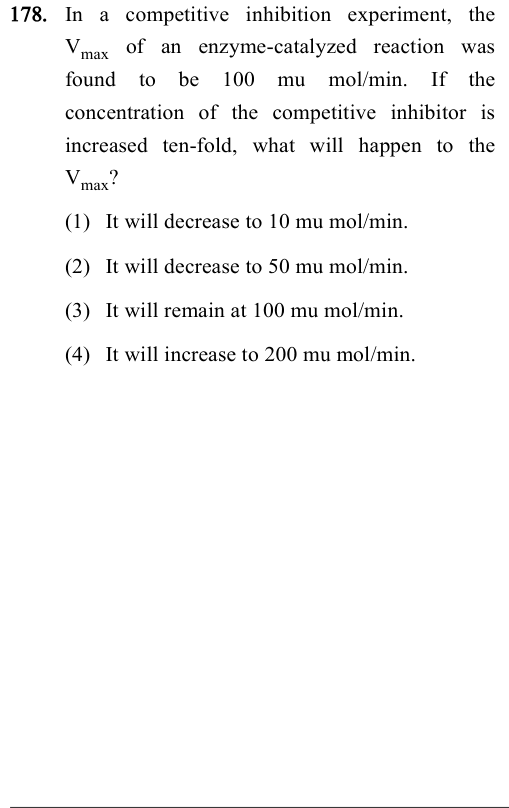 178. In a competitive inhibition experiment, the
Vmax of an enzyme-catalyzed reaction was
found to be 100 mu mol/min. If the
concentration of the competitive inhibitor is
increased ten-fold, what will happen to the
Vmax?
(1) It will decrease to 10 mu mol/min.
(2) It will decrease to 50 mu mol/min.
(3) It will remain at 100 mu mol/min.
(4) It will increase to 200 mu mol/min.